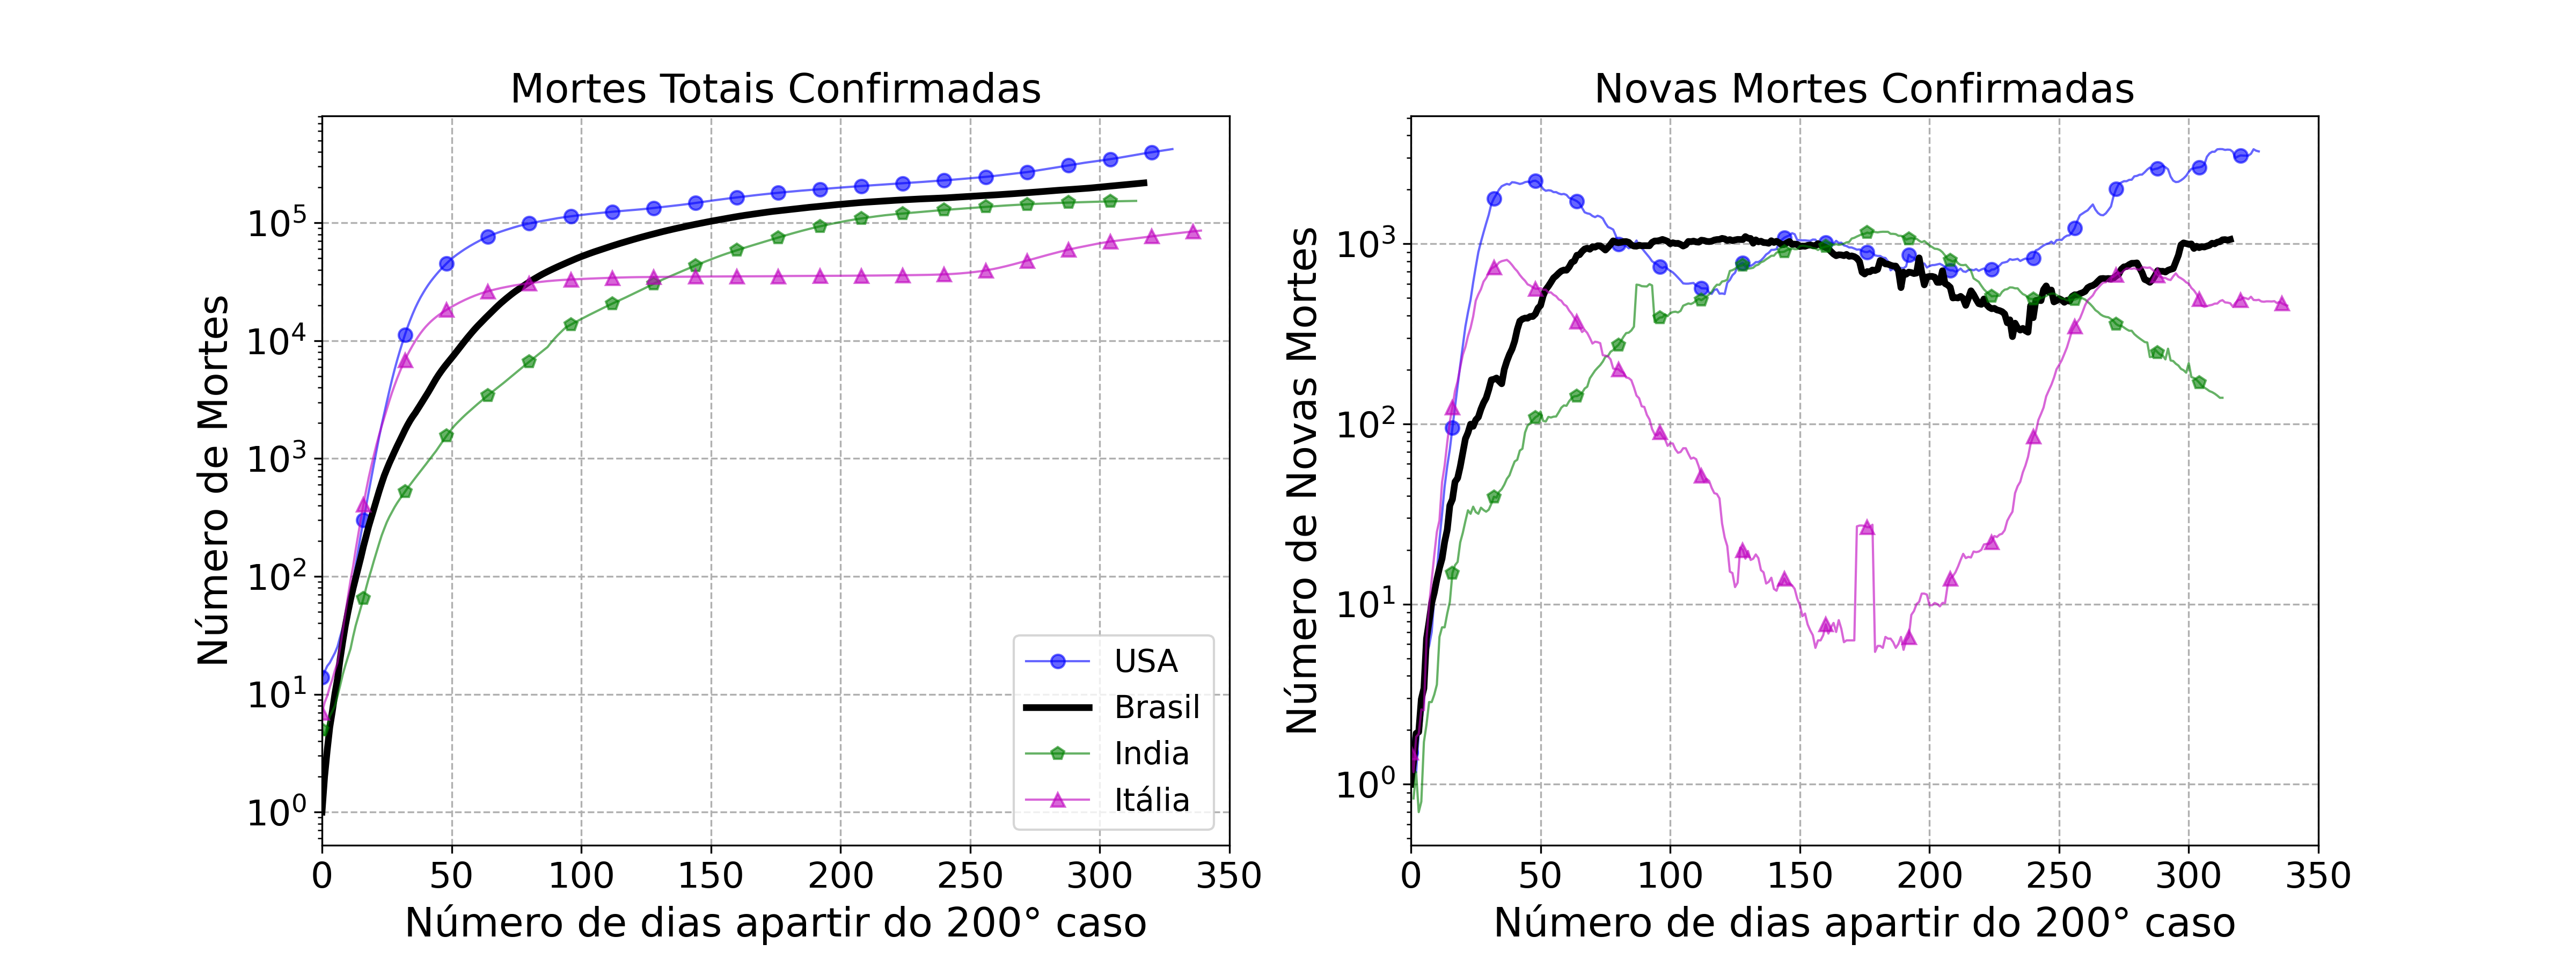 Mortes Totais Confirmadas
Número de Mortes
10^5
10^4
10^3
10^2
10^1
10^0
USA
Brasil
India
Itália
0 50 100 150 200 250 300 350
Número de dias apartir do 200° caso
Novas Mortes Confirmadas
Número de Novas Mortes
10^3
10^2
10^1
10^0
0 50 100 150 200 250 300 350
Número de dias apartir do 200° caso